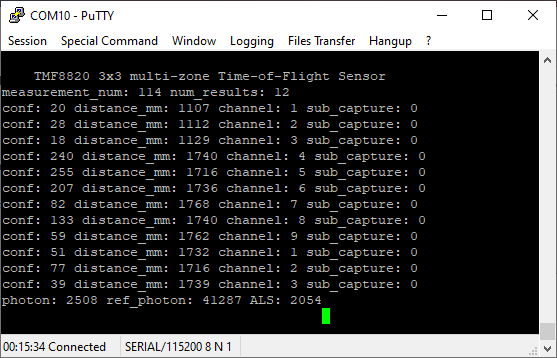 COM10 - PuTTY
Session Special Command Window Logging Files Transfer Hangup ?
TMF8820 3x3 multi-zone Time-of-Flight Sensor
measurement_num: 114 num_results: 12
conf: 20 distance_mm: 1107 channel: 1 sub_capture: 0
conf: 28 distance_mm: 1112 channel: 2 sub_capture: 0
conf: 18 distance_mm: 1129 channel: 3 sub_capture: 0
conf: 240 distance_mm: 1740 channel: 4 sub_capture: 0
conf: 255 distance_mm: 1716 channel: 5 sub_capture: 0
conf: 207 distance_mm: 1736 channel: 6 sub_capture: 0
conf: 82 distance_mm: 1768 channel: 7 sub_capture: 0
conf: 133 distance_mm: 1740 channel: 8 sub_capture: 0
conf: 59 distance_mm: 1762 channel: 9 sub_capture: 0
conf: 51 distance_mm: 1732 channel: 1 sub_capture: 0
conf: 77 distance_mm: 1716 channel: 2 sub_capture: 0
conf: 39 distance_mm: 1739 channel: 3 sub_capture: 0
photon: 2508 ref_photon: 41287 ALS: 2054
00:15:34 Connected SERIAL/115200 8 N 1